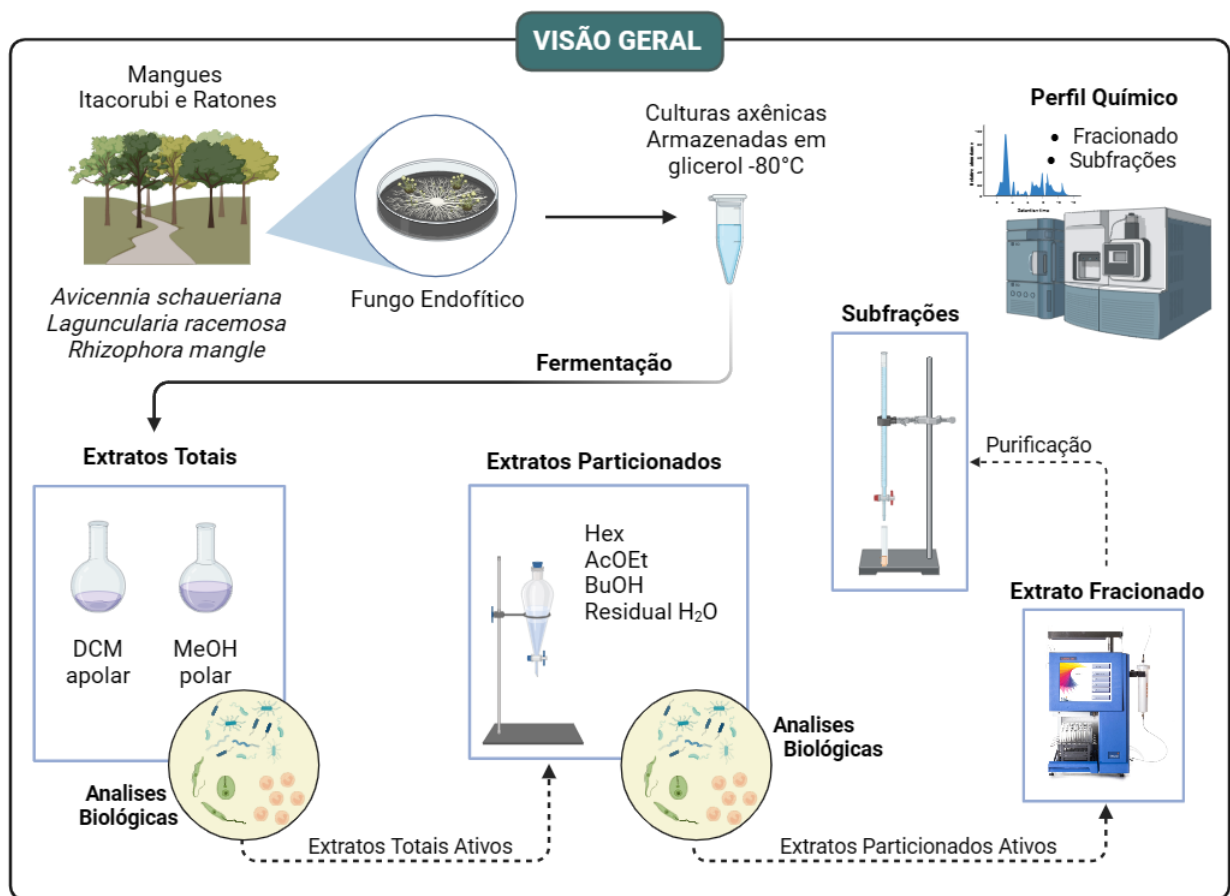 VISÃO GERAL
Mangues
Itacorubi e Ratones
Avicennia schaueriana
Laguncularia racemosa
Rhizophora mangle
Fungo Endofítico
Culturas axênicas
Armazenadas em
glicerol -80°C
Perfil Químico
• Fracionado
• Subfrações
Retention time
Fermentação
Subfrações
Purificação
Extratos Totais
DCM
apolar
MeOH
polar
Analises
Biológicas
Extratos Totais Ativos
Extratos Particionados
Hex
AcOEt
BuOH
Residual H₂O
Analises
Biológicas
Extratos Particionados Ativos
Extrato Fracionado